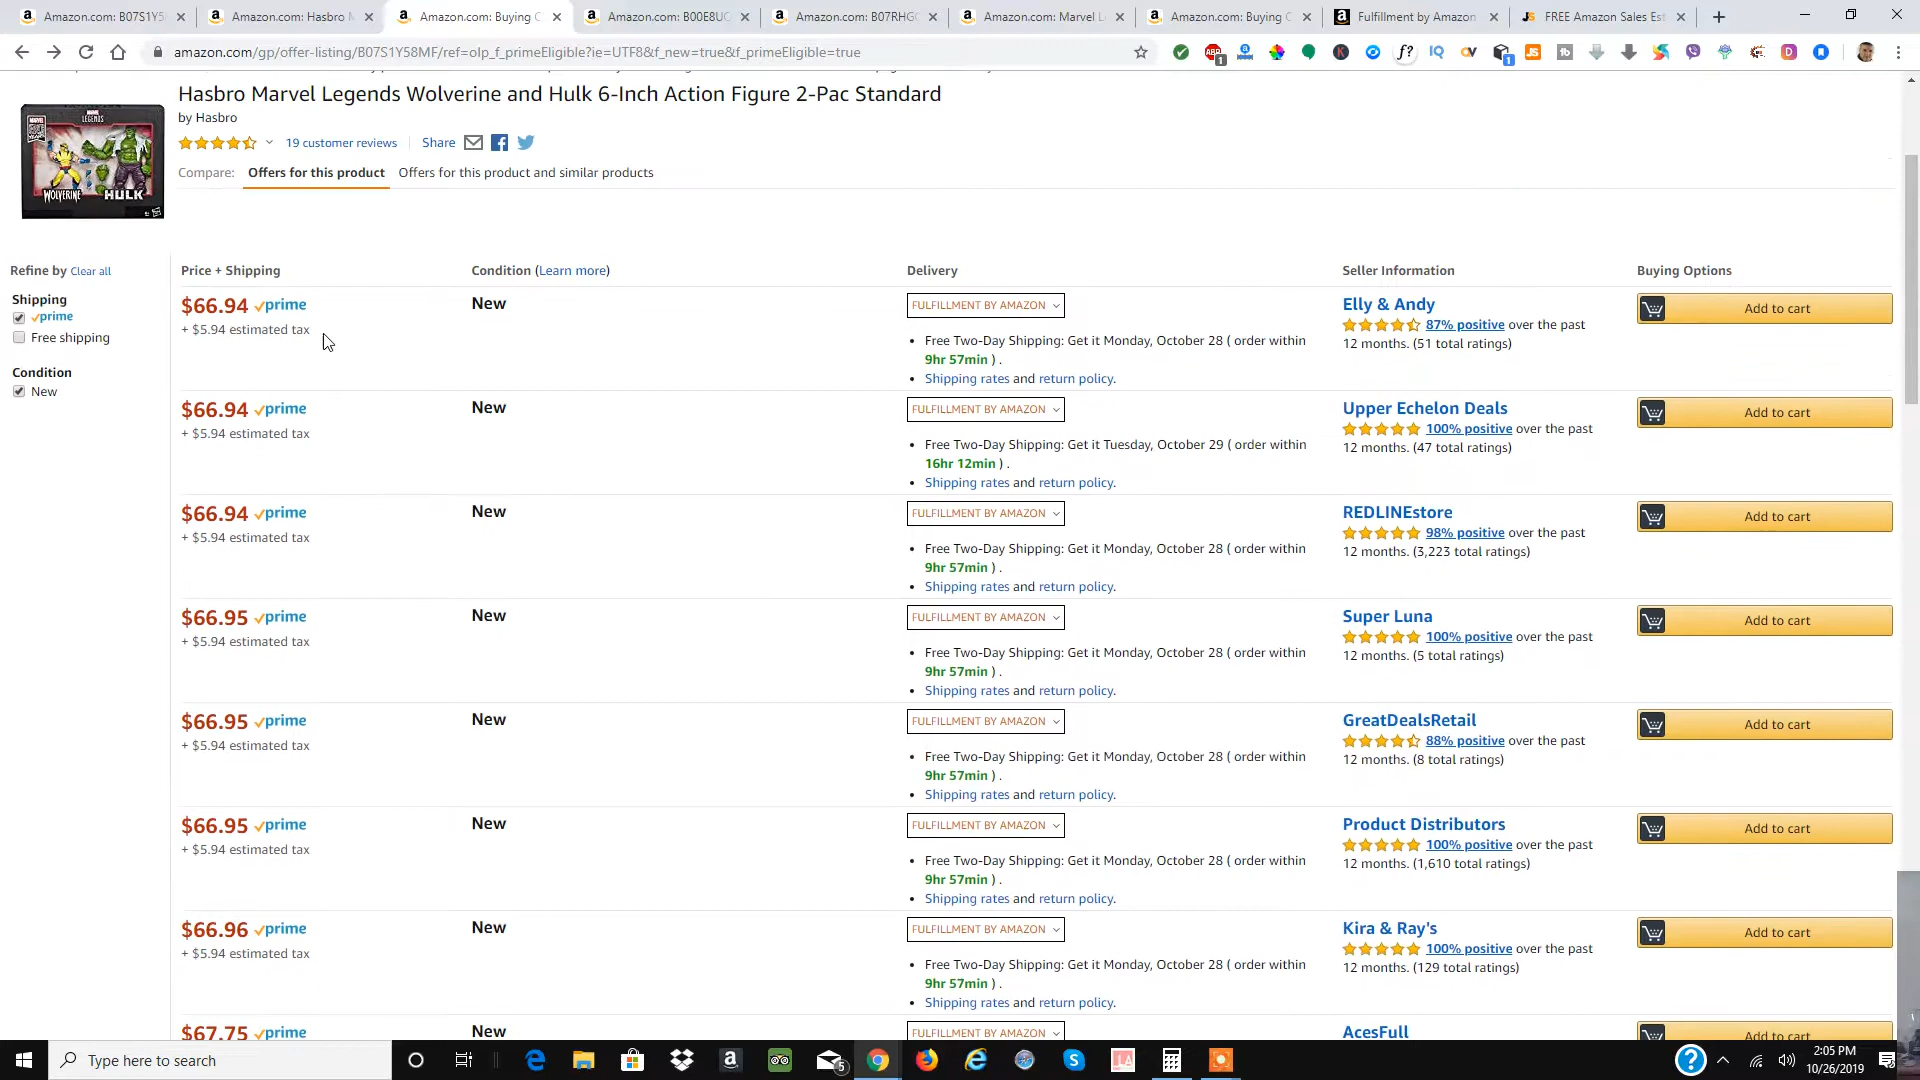 Amazon.com: B07S1Y5
Amazon.com: Hasbro M
Amazon.com: Buying C
Amazon.com: B00E8UC
Amazon.com: B07RHG
Amazon.com: Marvel L
Amazon.com: Buying C
Fulfillment by Amazon
FREE Amazon Sales Est
amazon.com/gp/offer-listing/B07S1Y58MF/ref=olp_f_primeEligible?ie=UTF8&f_new=true&f_primeEligible=true
Hasbro Marvel Legends Wolverine and Hulk 6-Inch Action Figure 2-Pac Standard
by Hasbro
19 customer reviews
Share
Compare: Offers for this product Offers for this product and similar products
MARVEL
LEGENDS
WOLVERINE HULK
Refine by Clear all
Shipping
prime
Free shipping
Condition
New
Price + Shipping Condition (Learn more) Delivery Seller Information Buying Options
$66.94 prime
+ $5.94 estimated tax
New
FULFILLMENT BY AMAZON
• Free Two-Day Shipping: Get it Monday, October 28 ( order within
9hr 57min ) .
• Shipping rates and return policy.
Elly & Andy
87% positive over the past
12 months. (51 total ratings)
Add to cart
$66.94 prime
+ $5.94 estimated tax
New
FULFILLMENT BY AMAZON
• Free Two-Day Shipping: Get it Tuesday, October 29 ( order within
16hr 12min ) .
• Shipping rates and return policy.
Upper Echelon Deals
100% positive over the past
12 months. (47 total ratings)
Add to cart
$66.94 prime
+ $5.94 estimated tax
New
FULFILLMENT BY AMAZON
• Free Two-Day Shipping: Get it Monday, October 28 ( order within
9hr 57min ) .
• Shipping rates and return policy.
REDLINEstore
98% positive over the past
12 months. (3,223 total ratings)
Add to cart
$66.95 prime
+ $5.94 estimated tax
New
FULFILLMENT BY AMAZON
• Free Two-Day Shipping: Get it Monday, October 28 ( order within
9hr 57min ) .
• Shipping rates and return policy.
Super Luna
100% positive over the past
12 months. (5 total ratings)
Add to cart
$66.95 prime
+ $5.94 estimated tax
New
FULFILLMENT BY AMAZON
• Free Two-Day Shipping: Get it Monday, October 28 ( order within
9hr 57min ) .
• Shipping rates and return policy.
GreatDealsRetail
88% positive over the past
12 months. (8 total ratings)
Add to cart
$66.95 prime
+ $5.94 estimated tax
New
FULFILLMENT BY AMAZON
• Free Two-Day Shipping: Get it Monday, October 28 ( order within
9hr 57min ) .
• Shipping rates and return policy.
Product Distributors
100% positive over the past
12 months. (1,610 total ratings)
Add to cart
$66.96 prime
+ $5.94 estimated tax
New
FULFILLMENT BY AMAZON
• Free Two-Day Shipping: Get it Monday, October 28 ( order within
9hr 57min ) .
• Shipping rates and return policy.
Kira & Ray's
100% positive over the past
12 months. (129 total ratings)
Add to cart
$67.75 prime
New
FULFILLMENT BY AMAZON
AcesFull
Add to cart
Type here to search
2:05 PM
10/26/2019